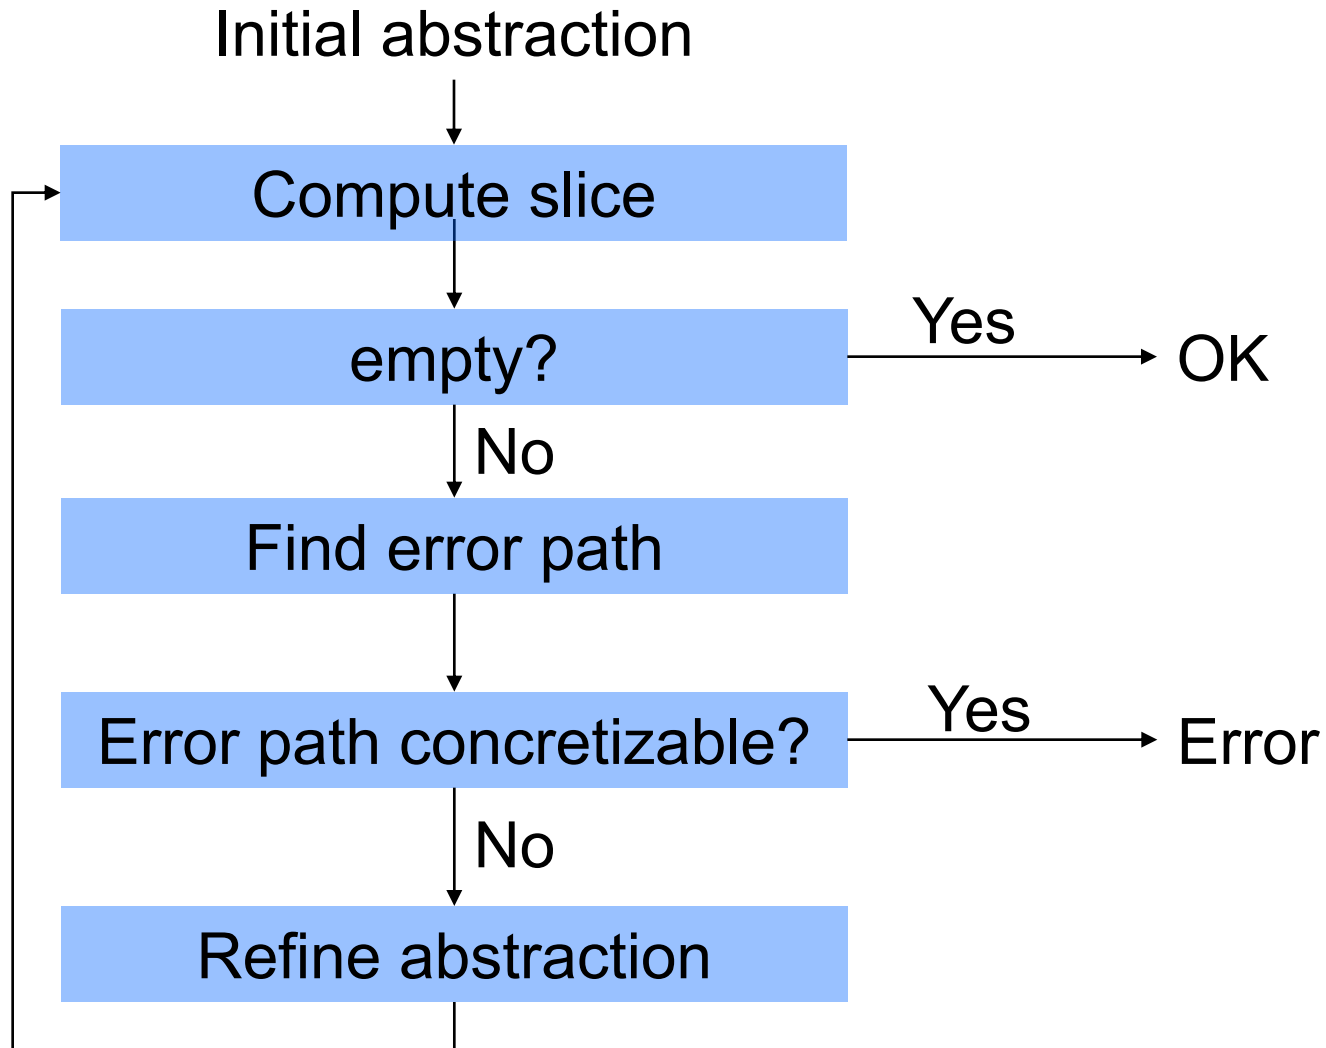 Initial abstraction
Compute slice
empty?
Yes
OK
No
Find error path
Error path concretizable?
Yes
Error
No
Refine abstraction